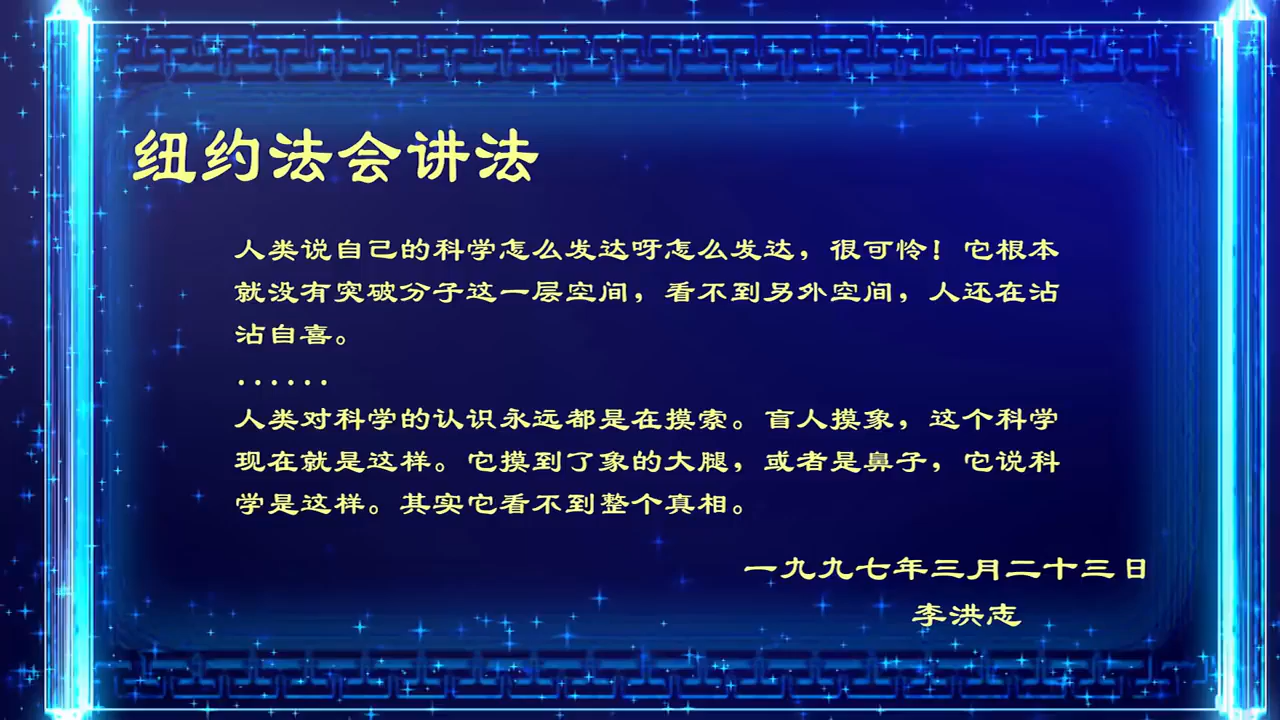 纽约法会讲法
人类说自己的科学怎么发达呀怎么发达，很可怜！它根本
就没有突破分子这一层空间，看不到另外空间，人还在沾
沾自喜。
······
人类对科学的认识永远都是在摸索。盲人摸象，这个科学
现在就是这样。它摸到了象的大腿，或者是鼻子，它说科
学是这样。其实它看不到整个真相。
一九九七年三月二十三日
李洪志